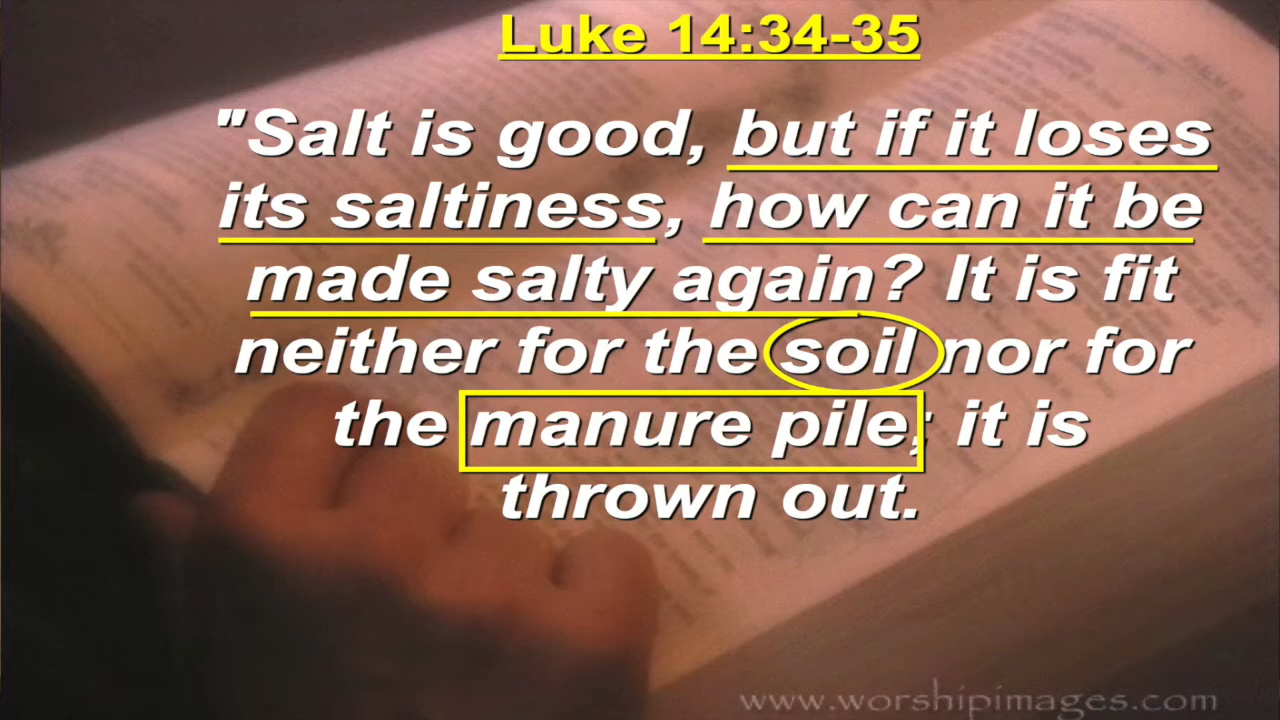 Luke 14:34-35
"Salt is good, but if it loses
its saltiness, how can it be
made salty again? It is fit
neither for the soil nor for
the manure pile; it is
thrown out.
www.worshipimages.com